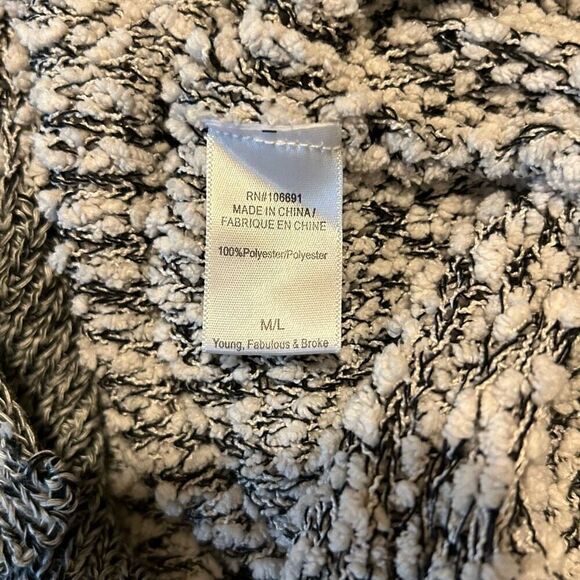 RN#106691
MADE IN CHINA/
FABRIQUE EN CHINE
100%Polyester/Polyester
M/L
Young, Fabulous & Broke